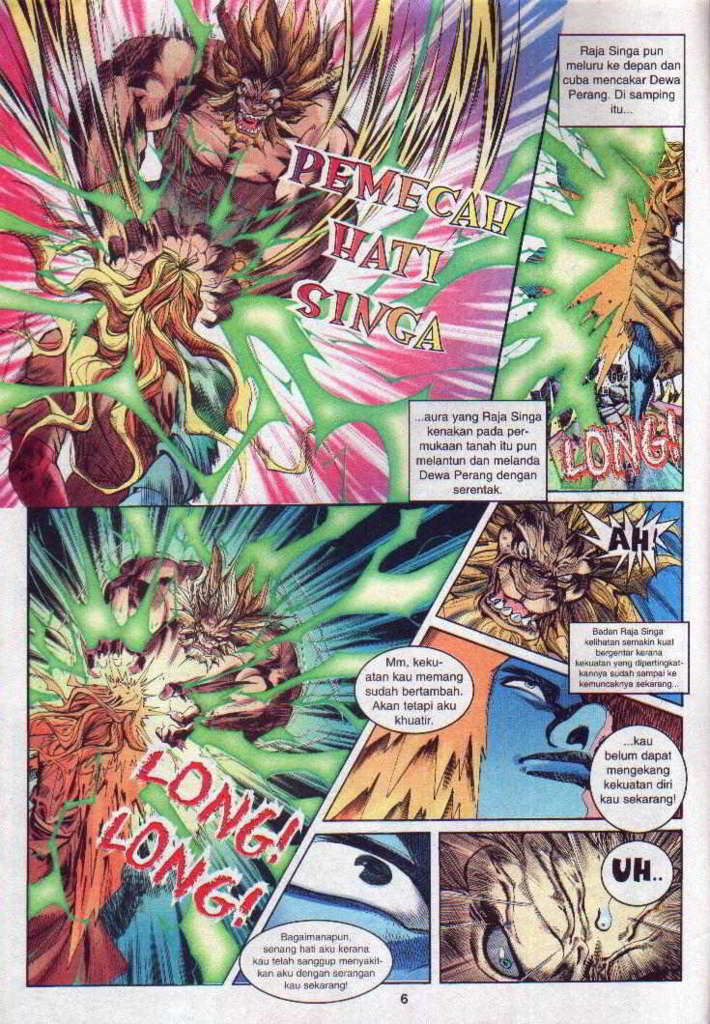 Raja Singa pun
meluru ke depan dan
cuba mencakar Dewa
Perang. Di samping
itu...
PEMECAH
HATI
SINGA
...aura yang Raja Singa
kenakan pada per-
mukaan tanah itu pun
melantun dan melanda
Dewa Perang dengan
serentak.
LONG!
AH!
Badan Raja Singa
kelihatan semakin kuat
bergentar kerana
kekuatan yang dipertingkat-
kannya sudah sampai ke
kemuncaknya sekarang...
Mm, keku-
atan kau memang
sudah bertambah.
Akan tetapi aku
khuatir.
...kau
belum dapat
mengekang
kekuatan diri
kau sekarang!
LONG!
LONG!
Bagaimanapun,
senang hati aku kerana
kau telah sanggup menyakit-
kan aku dengan serangan
kau sekarang!
UH..
6